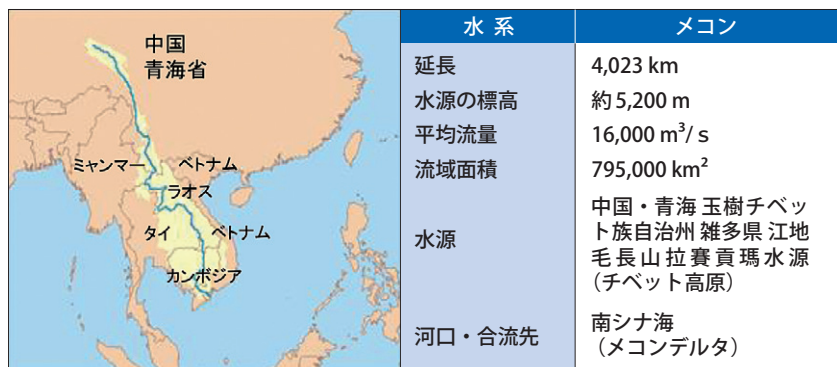 中国
青海省
ミャンマー
ベトナム
ラオス
タイ
ベトナム
カンボジア
水 系
メコン
延長
4,023 km
水源の標高
約5,200 m
平均流量
16,000 m³/ s
流域面積
795,000 km²
水源
中国・青海 玉樹チベッ
ト族自治州 雑多県 江地
毛長山拉賽貢瑪水源
（チベット高原）
河口・合流先
南シナ海
（メコンデルタ）